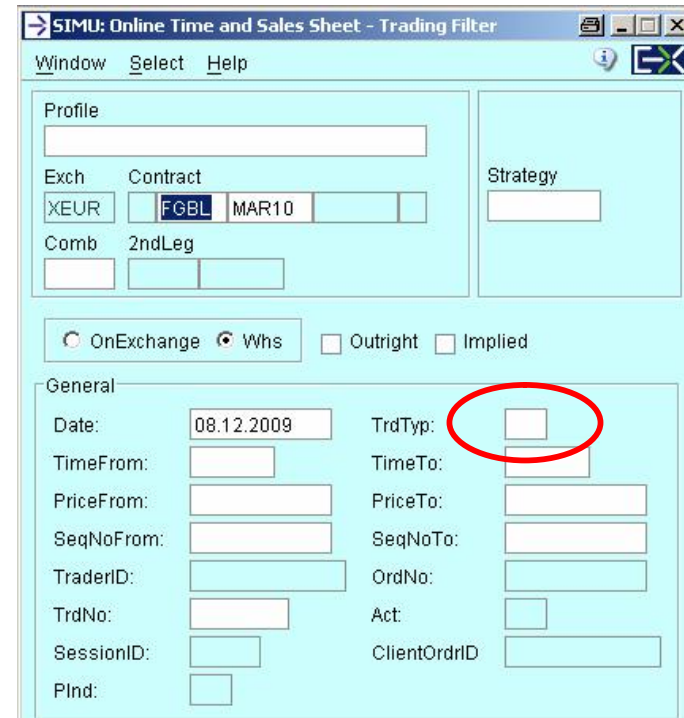 SIMU: Online Time and Sales Sheet - Trading Filter
Window Select Help
Profile
Exch Contract Strategy
XEUR FGBL MAR10
Comb 2ndLeg
OnExchange Whs Outright Implied
General
Date: 08.12.2009 TrdTyp:
TimeFrom: TimeTo:
PriceFrom: PriceTo:
SeqNoFrom: SeqNoTo:
TraderID: OrdNo:
TrdNo: Act:
SessionID: ClientOrdrID
PInd: